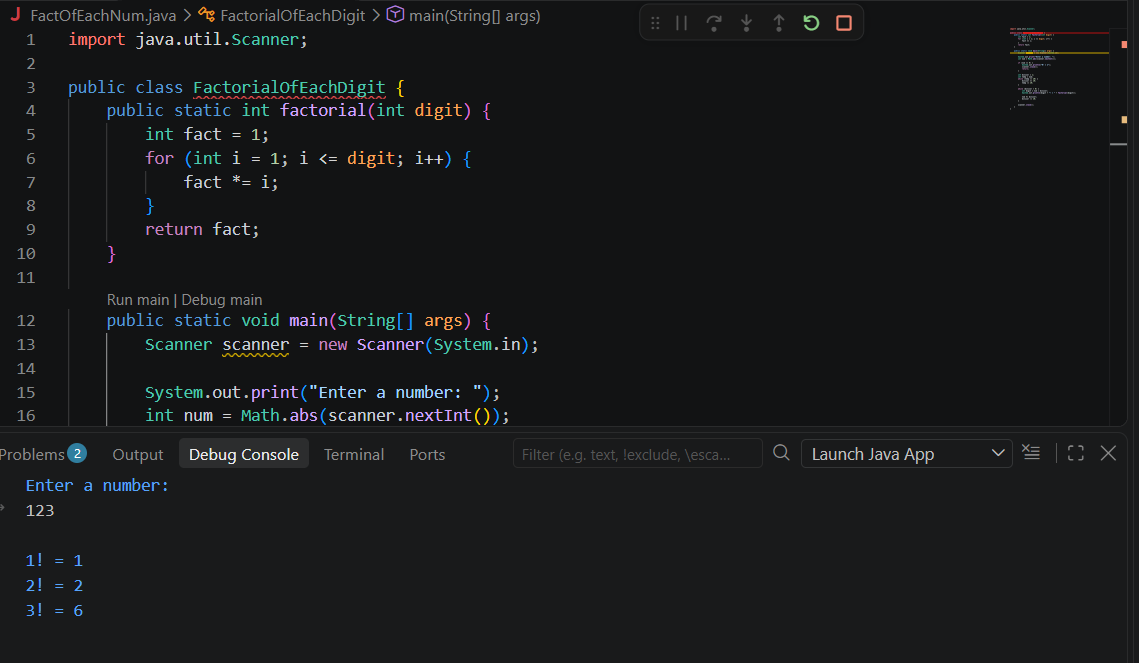 FactOfEachNum.java > FactorialOfEachDigit > main(String[] args)
1 import java.util.Scanner;
2
3 public class FactorialOfEachDigit {
4 public static int factorial(int digit) {
5 int fact = 1;
6 for (int i = 1; i <= digit; i++) {
7 fact *= i;
8 }
9 return fact;
10 }
11
Run main | Debug main
12 public static void main(String[] args) {
13 Scanner scanner = new Scanner(System.in);
14
15 System.out.print("Enter a number: ");
16 int num = Math.abs(scanner.nextInt());
Problems 2 Output Debug Console Terminal Ports Filter (e.g. text, !exclude, \esca... Launch Java App
Enter a number:
123
1! = 1
2! = 2
3! = 6